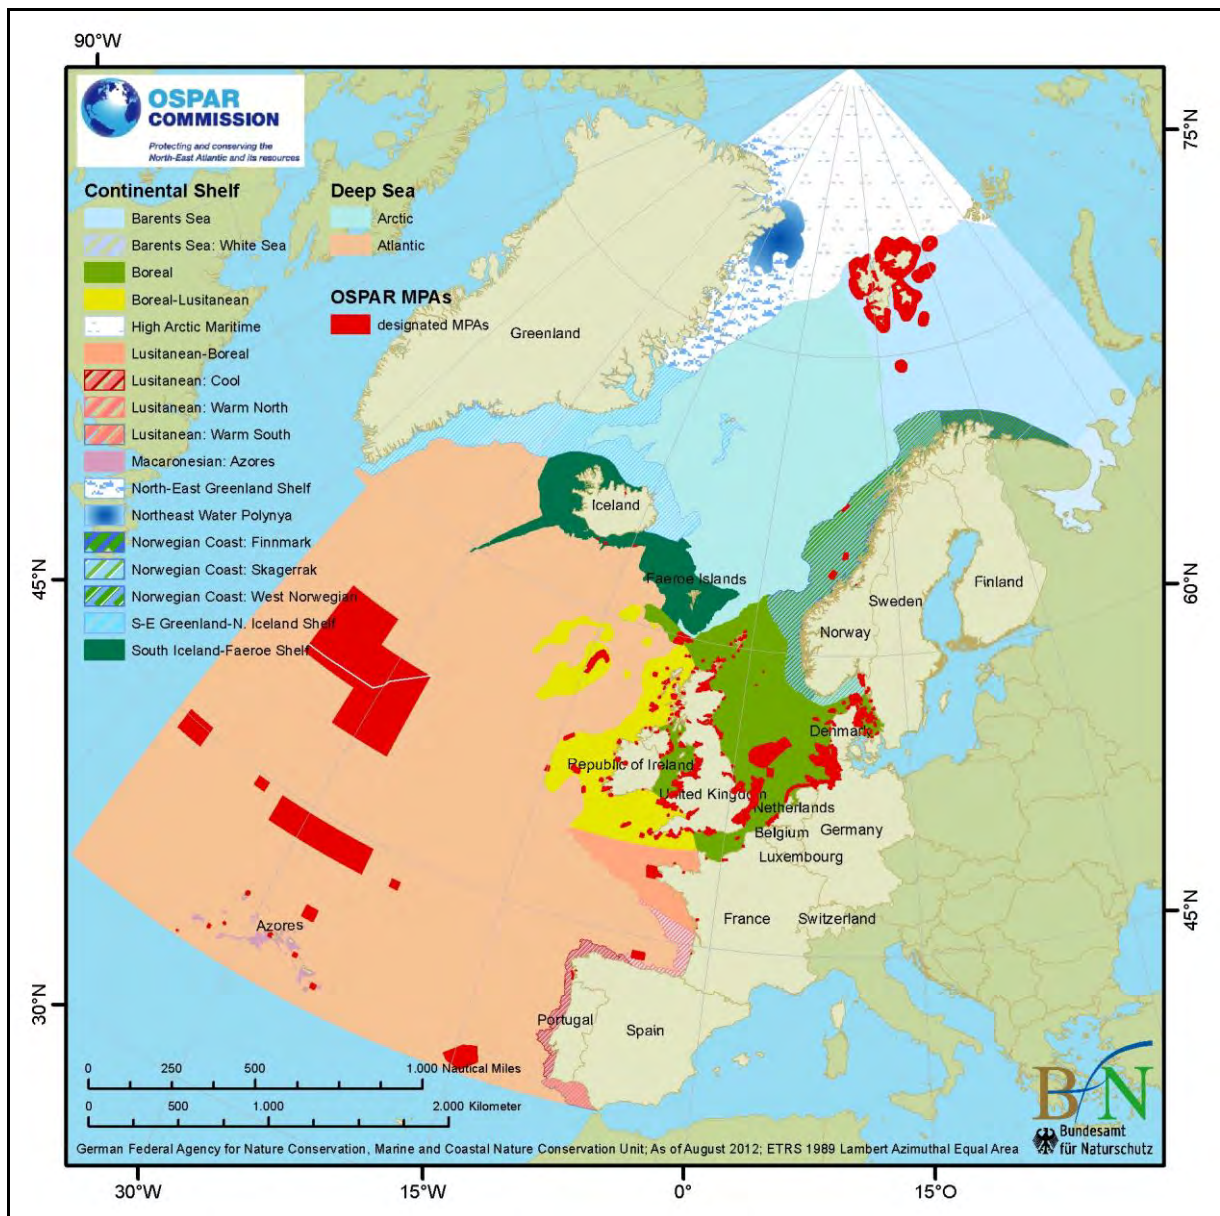 90°W
75°N
OSPAR
COMMISSION
Protecting and conserving the
North-East Atlantic and its resources
Continental Shelf
Barents Sea
Barents Sea: White Sea
Boreal
Boreal-Lusitanean
High Arctic Maritime
Lusitanean-Boreal
Lusitanean: Cool
Lusitanean: Warm North
Lusitanean: Warm South
Macaronesian: Azores
North-East Greenland Shelf
Northeast Water Polynya
Norwegian Coast: Finnmark
Norwegian Coast: Skagerrak
Norwegian Coast: West Norwegian
S-E Greenland-N. Iceland Shelf
South Iceland-Faeroe Shelf
Deep Sea
Arctic
Atlantic
OSPAR MPAs
designated MPAs
Greenland
Iceland
Faeroe Islands
45°N
60°N
Finland
Sweden
Norway
Denmark
Republic of Ireland
United Kingdom
Netherlands
Belgium
Germany
Luxembourg
France
Switzerland
45°N
Azores
30°N
Portugal
Spain
0 250 500 1.000 Nautical Miles
0 500 1.000 2.000 Kilometer
BfN
Bundesamt
für Naturschutz
German Federal Agency for Nature Conservation, Marine and Coastal Nature Conservation Unit; As of August 2012; ETRS 1989 Lambert Azimuthal Equal Area
30°W
15°W
0°
15°O